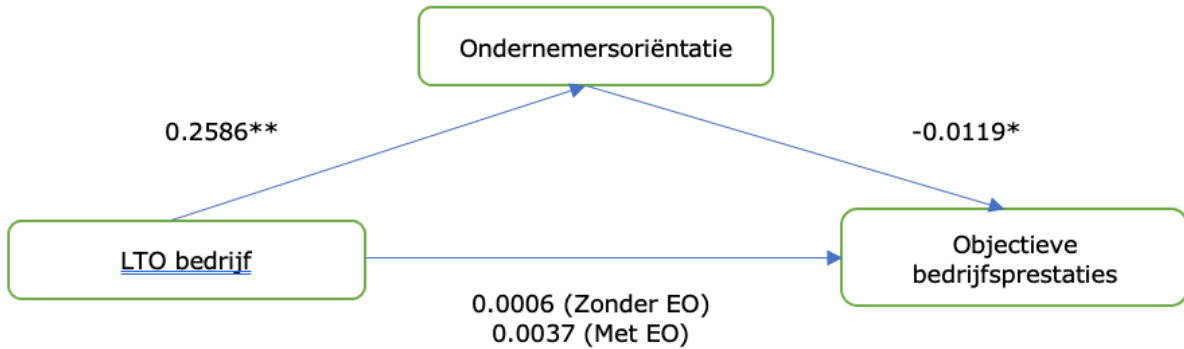 Ondernemersoriëntatie
0.2586**
-0.0119*
LTO bedrijf
Objectieve
bedrijfsprestaties
0.0006 (Zonder EO)
0.0037 (Met EO)